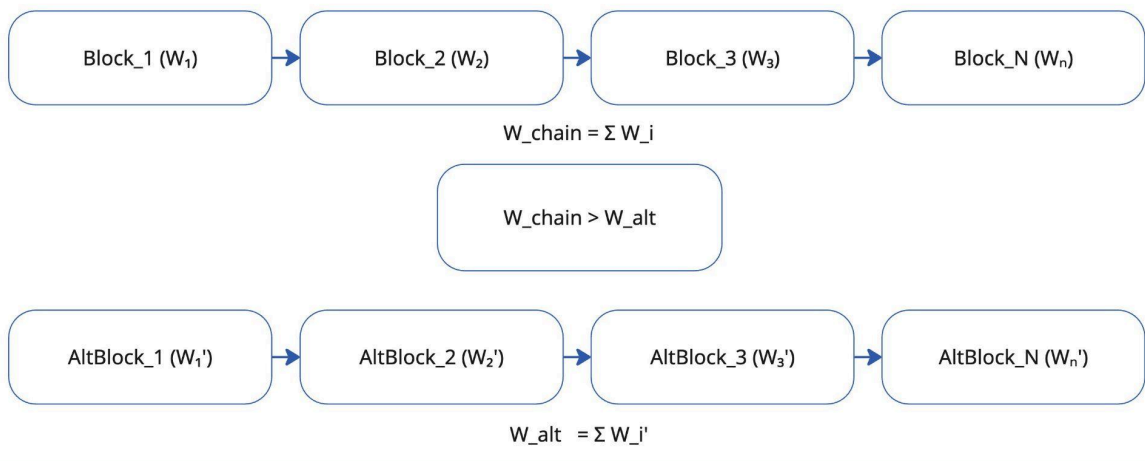 Block_1 (W₁)
Block_2 (W₂)
Block_3 (W₃)
Block_N (Wₙ)
W_chain = Σ W_i
W_chain > W_alt
AltBlock_1 (W₁')
AltBlock_2 (W₂')
AltBlock_3 (W₃')
AltBlock_N (Wₙ')
W_alt = Σ W_i'